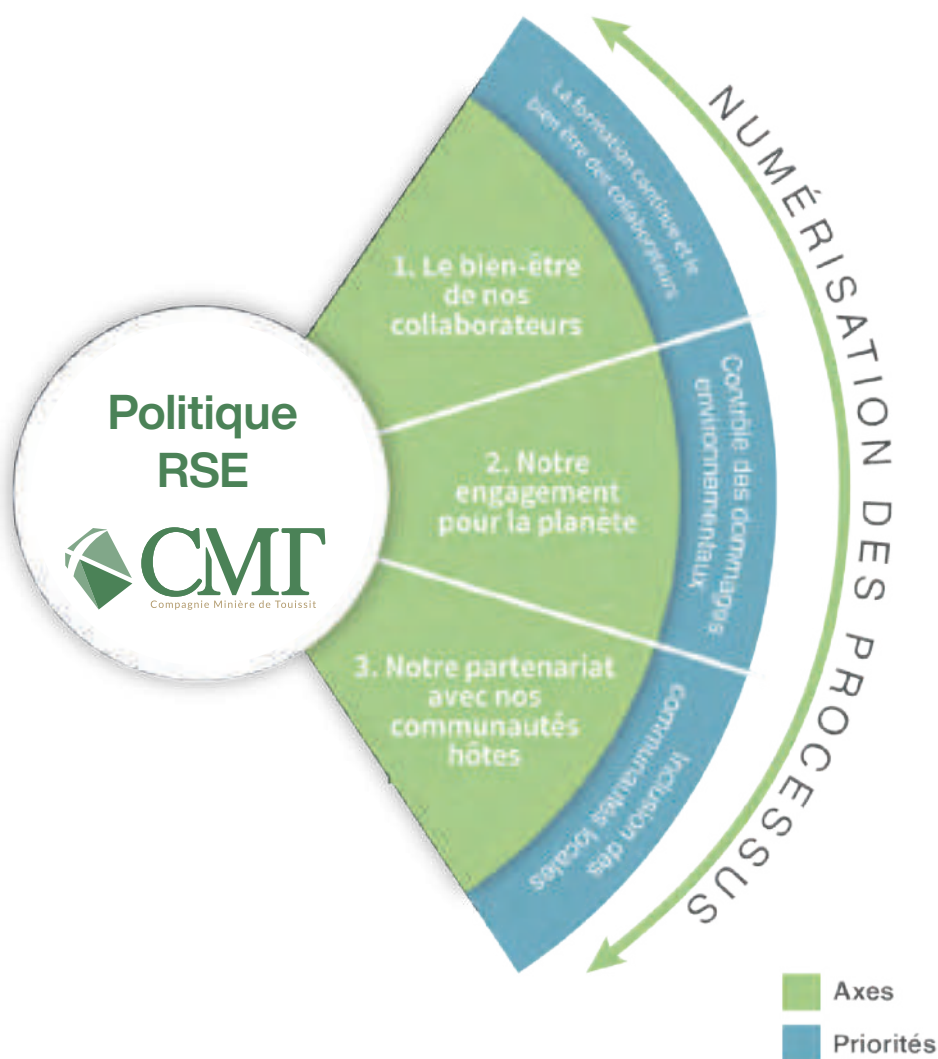 Politique
RSE
CMT
Compagnie Minière de Touissit
1. Le bien-être
de nos
collaborateurs
2. Notre
engagement
pour la planète
3. Notre partenariat
avec nos
communautés
hôtes
La formation continue et le
bien être des collaborateurs
Contrôle des dommages
environnementaux
Inclusion des
communautés locales
NUMÉRISATION DES PROCESSUS
Axes
Priorités